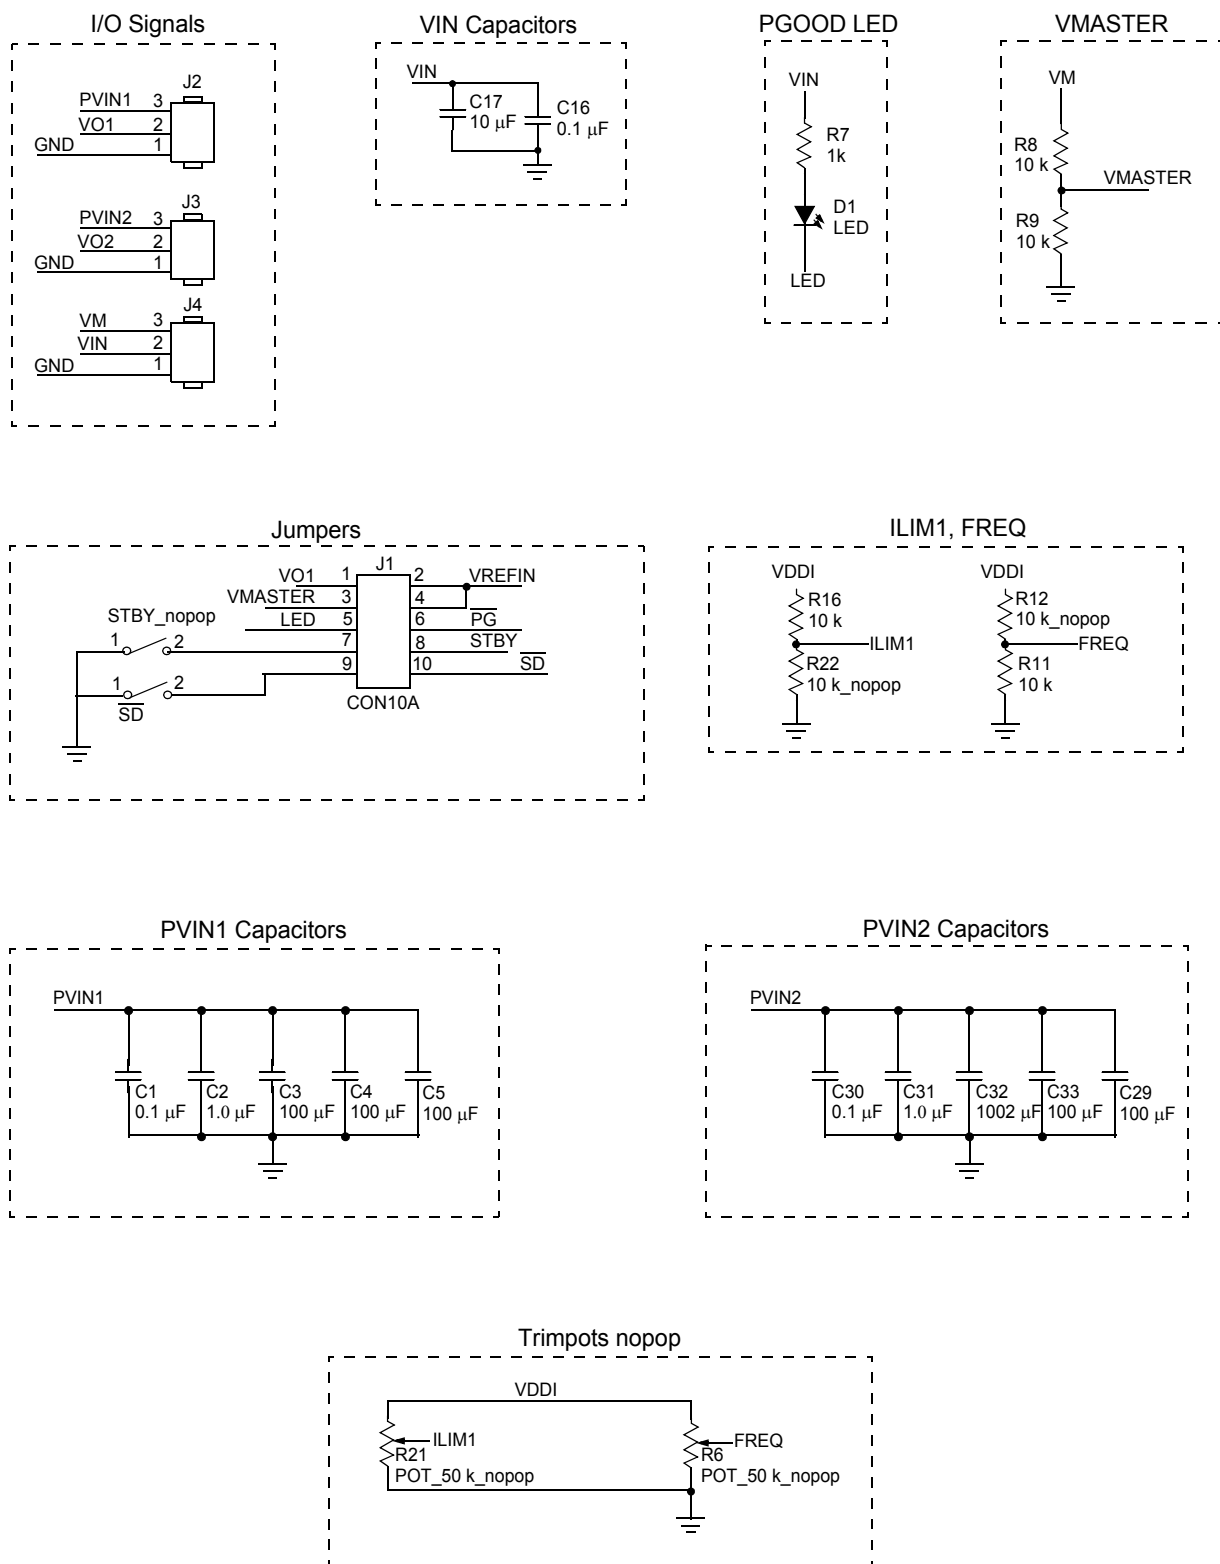 I/O Signals
J2
PVIN1 3
VO1 2
GND 1
J3
PVIN2 3
VO2 2
GND 1
J4
VM 3
VIN 2
GND 1
VIN Capacitors
VIN
C17
10 μF
C16
0.1 μF
PGOOD LED
VIN
R7
1k
D1
LED
LED
VMASTER
VM
R8
10 k
VMASTER
R9
10 k
Jumpers
J1
VO1 1 2 VREFIN
VMASTER 3 4
LED 5 6 PG
7 8 STBY
9 10 SD
CON10A
STBY_nopop
1 2
1 2
SD
ILIM1, FREQ
VDDI
R16
10 k
ILIM1
R22
10 k_nopop
VDDI
R12
10 k_nopop
FREQ
R11
10 k
PVIN1 Capacitors
PVIN1
C1
0.1 μF
C2
1.0 μF
C3
100 μF
C4
100 μF
C5
100 μF
PVIN2 Capacitors
PVIN2
C30
0.1 μF
C31
1.0 μF
C32
1002 μF
C33
100 μF
C29
100 μF
Trimpots nopop
VDDI
ILIM1
R21
POT_50 k_nopop
FREQ
R6
POT_50 k_nopop